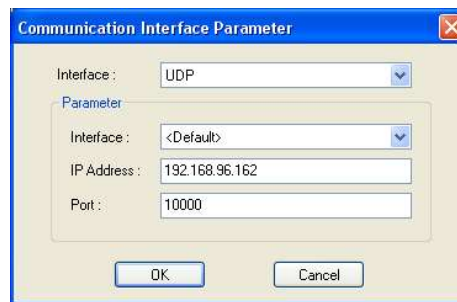 Communication Interface Parameter
Interface : UDP
Parameter
Interface : <Default>
IP Address : 192.168.96.162
Port : 10000
OK Cancel